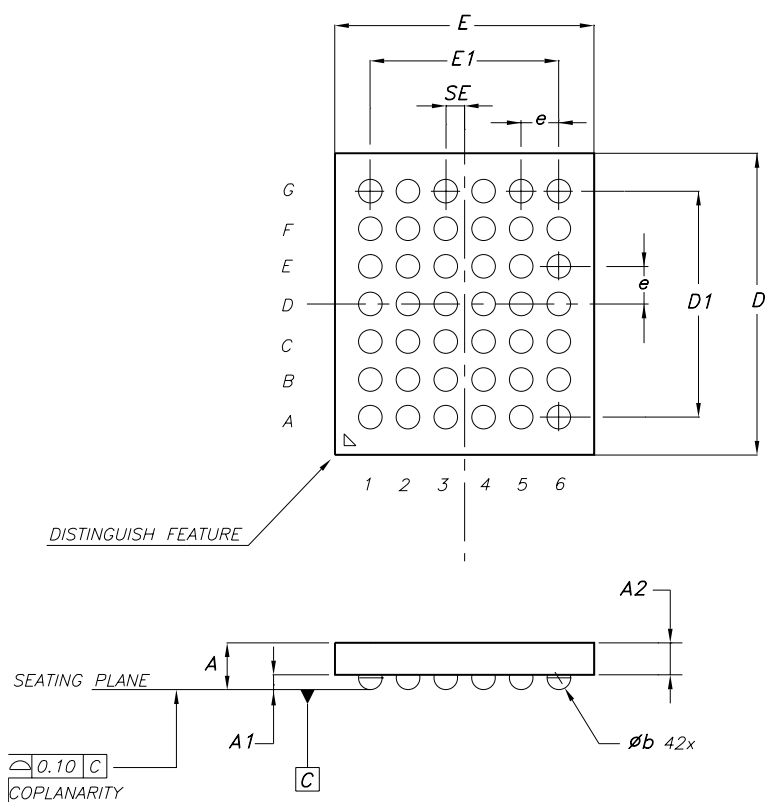 E
E1
SE
e
G
F
E
e
D
D1
D
C
B
A
1 2 3 4 5 6
DISTINGUISH FEATURE
A2
A
SEATING PLANE
A1
Øb 42x
0.10 C
C
COPLANARITY